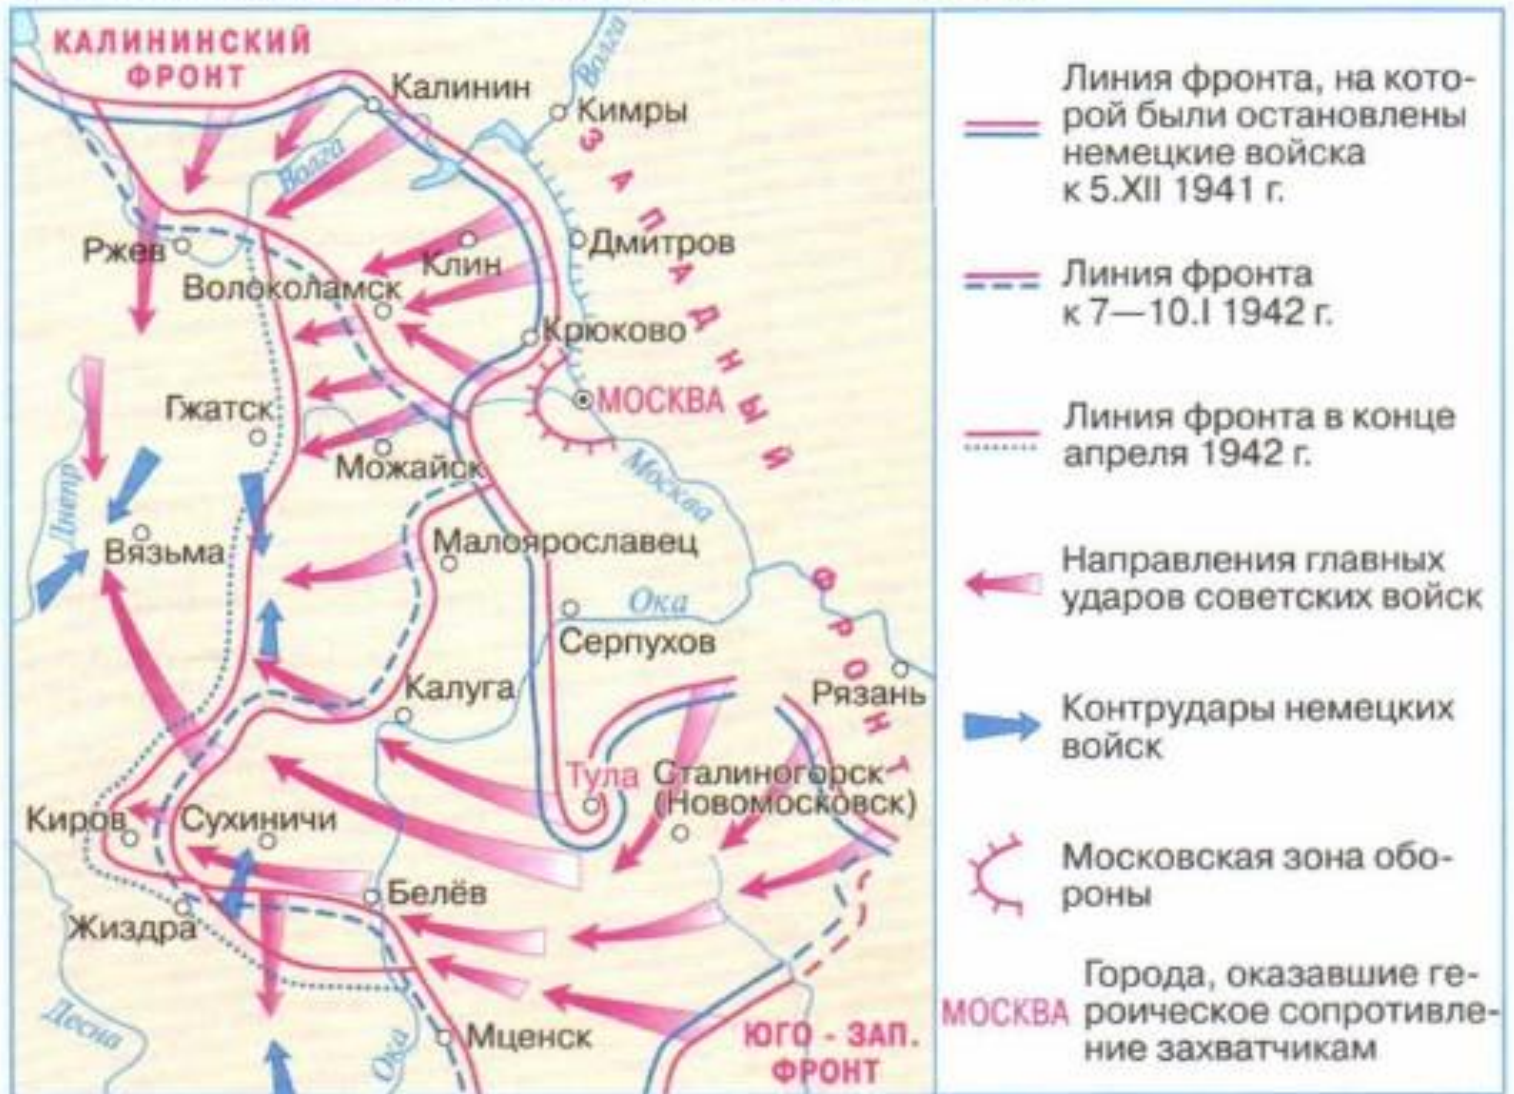 КАЛИНИНСКИЙ
ФРОНТ
Калинин
Волга
Кимры
Волга
ЗАПАДНЫЙ ФРОНТ
Ржев
Клин
Дмитров
Волоколамск
Крюково
МОСКВА
Гжатск
Можайск
Москва
Днепр
Вязьма
Малоярославец
Ока
Серпухов
Калуга
Рязань
Тула
Сталиногорск
(Новомосковск)
Киров
Сухиничи
Белёв
Жиздра
Десна
Ока
Мценск
ЮГО - ЗАП.
ФРОНТ
Линия фронта, на кото-
рой были остановлены
немецкие войска
к 5.XII 1941 г.
Линия фронта
к 7—10.I 1942 г.
Линия фронта в конце
апреля 1942 г.
Направления главных
ударов советских войск
Контрудары немецких
войск
Московская зона обо-
роны
МОСКВА
Города, оказавшие ге-
роическое сопротивле-
ние захватчикам